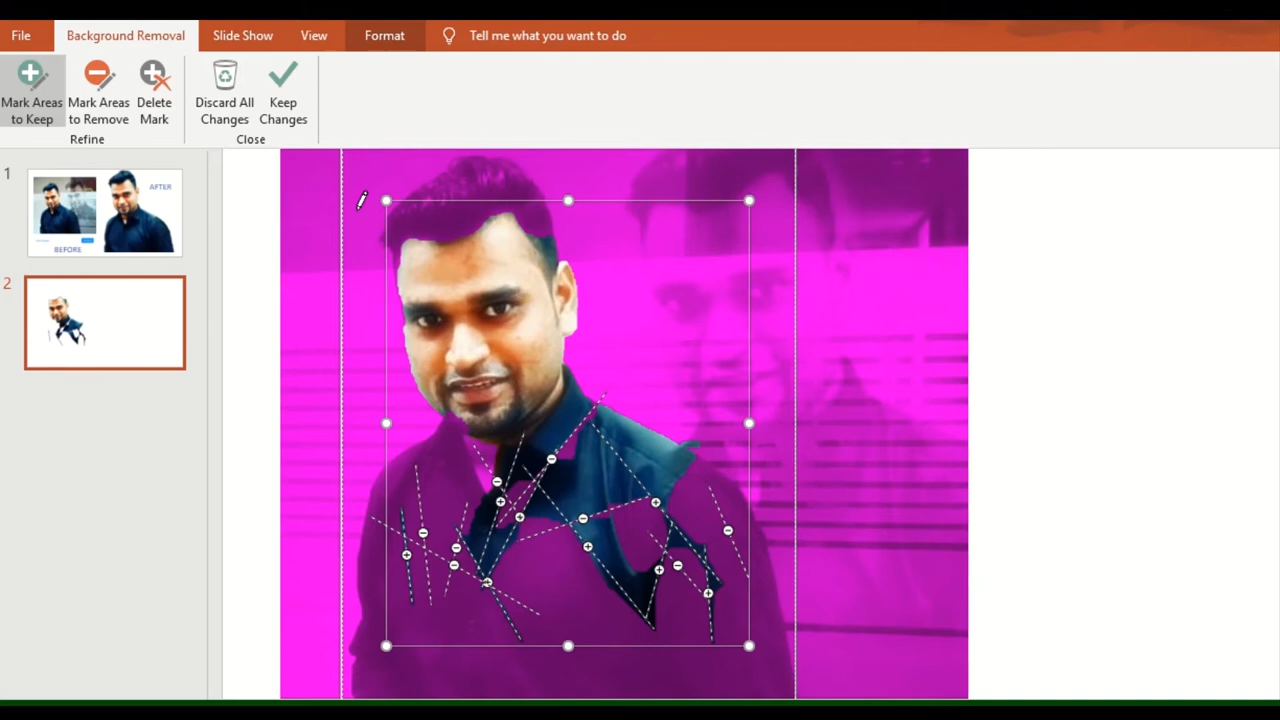 File
Background Removal
Slide Show
View
Format
Tell me what you want to do
Mark Areas
to Keep
Mark Areas
to Remove
Delete
Mark
Discard All
Changes
Keep
Changes
Refine
Close
1
AFTER
BEFORE
2